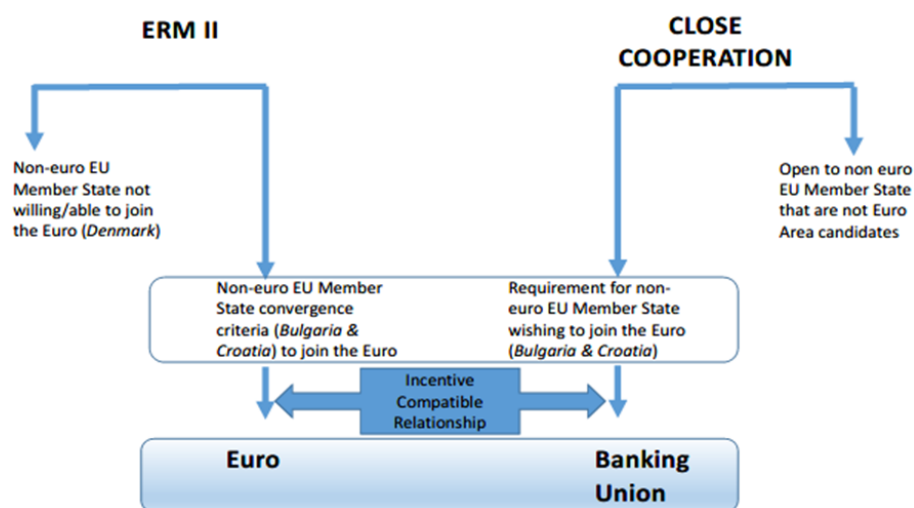 ERM II
CLOSE
COOPERATION
Non-euro EU
Member State not
willing/able to join
the Euro (Denmark)
Open to non euro
EU Member State
that are not Euro
Area candidates
Non-euro EU Member
State convergence
criteria (Bulgaria &
Croatia) to join the Euro
Requirement for non-
euro EU Member State
wishing to join the Euro
(Bulgaria & Croatia)
Incentive
Compatible
Relationship
Euro
Banking
Union